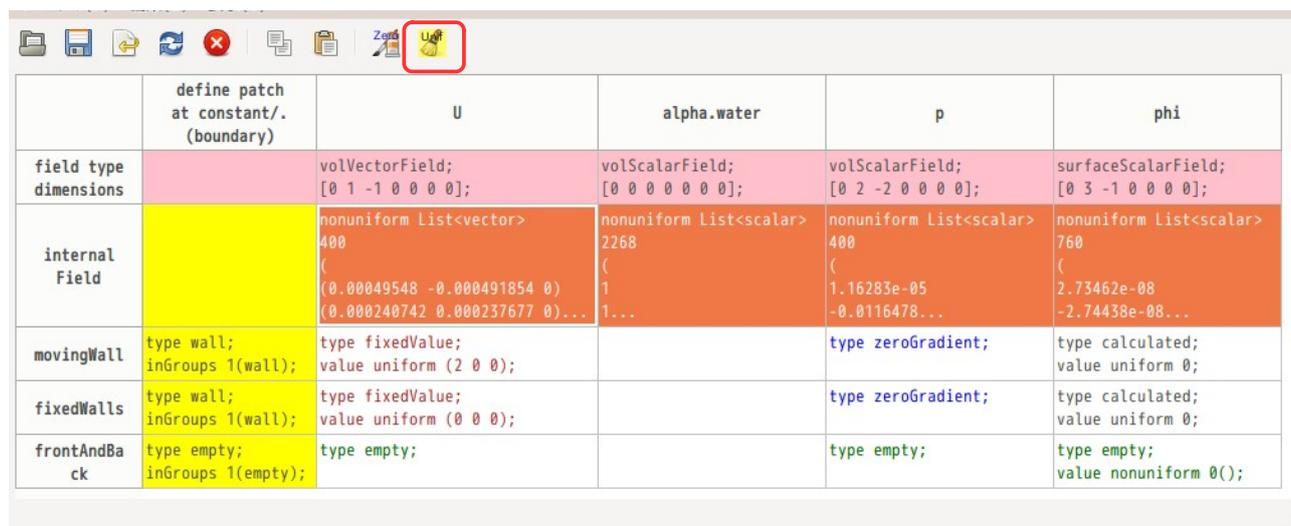 Zero
Unit
define patch
at constant/.
(boundary)
U
alpha.water
p
phi
field type
dimensions
volVectorField;
[0 1 -1 0 0 0 0];
volScalarField;
[0 0 0 0 0 0 0];
volScalarField;
[0 2 -2 0 0 0 0];
surfaceScalarField;
[0 3 -1 0 0 0 0];
internal
Field
nonuniform List<vector>
400
(
(0.00049548 -0.000491854 0)
(0.000240742 0.000237677 0)...
nonuniform List<scalar>
2268
(
1
1...
nonuniform List<scalar>
400
(
1.16283e-05
-0.0116478...
nonuniform List<scalar>
760
(
2.73462e-08
-2.74438e-08...
movingWall
type wall;
inGroups 1(wall);
type fixedValue;
value uniform (2 0 0);
type zeroGradient;
type calculated;
value uniform 0;
fixedWalls
type wall;
inGroups 1(wall);
type fixedValue;
value uniform (0 0 0);
type zeroGradient;
type calculated;
value uniform 0;
frontAndBa
ck
type empty;
inGroups 1(empty);
type empty;
type empty;
type empty;
value nonuniform 0();